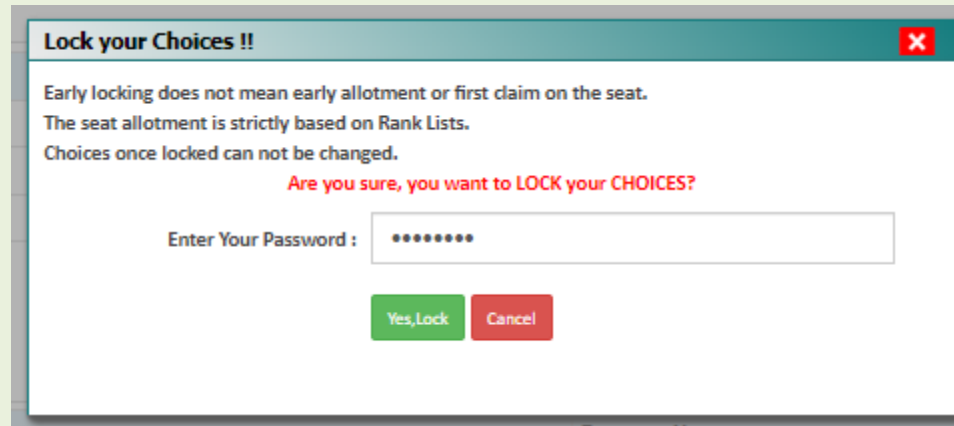 Lock your Choices !!
Early locking does not mean early allotment or first claim on the seat.
The seat allotment is strictly based on Rank Lists.
Choices once locked can not be changed.
Are you sure, you want to LOCK your CHOICES?
Enter Your Password : ••••••••
Yes,Lock Cancel